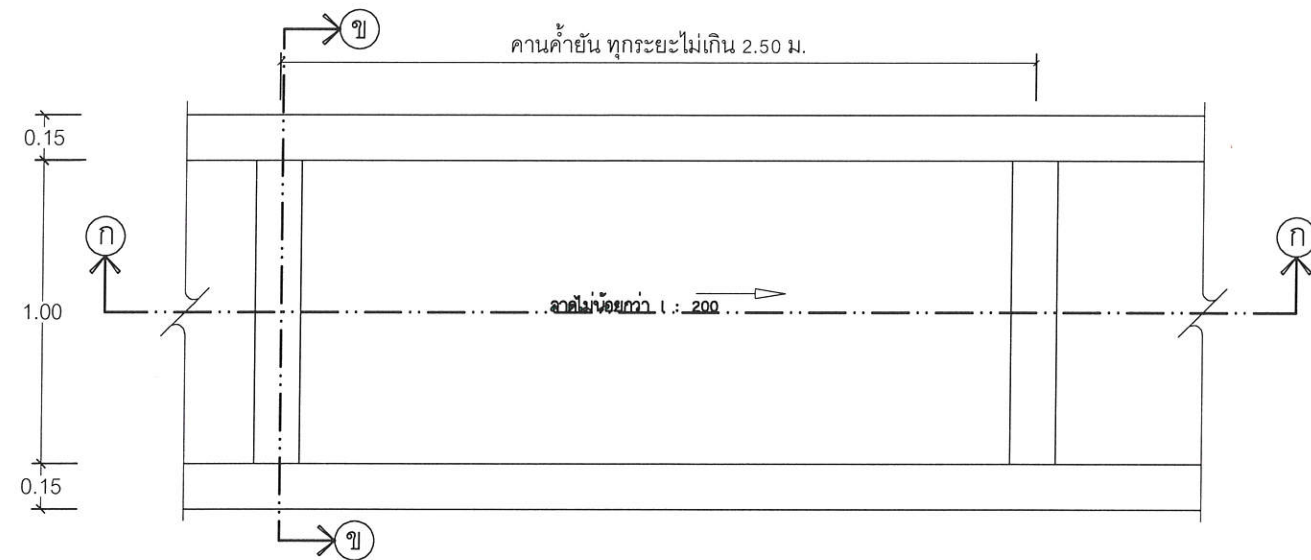 ข
คานค้ำยัน ทุกระยะไม่เกิน 2.50 ม.
0.15
ก
ก
1.00
ลาดไม่น้อยกว่า 1 : 200
0.15
ข